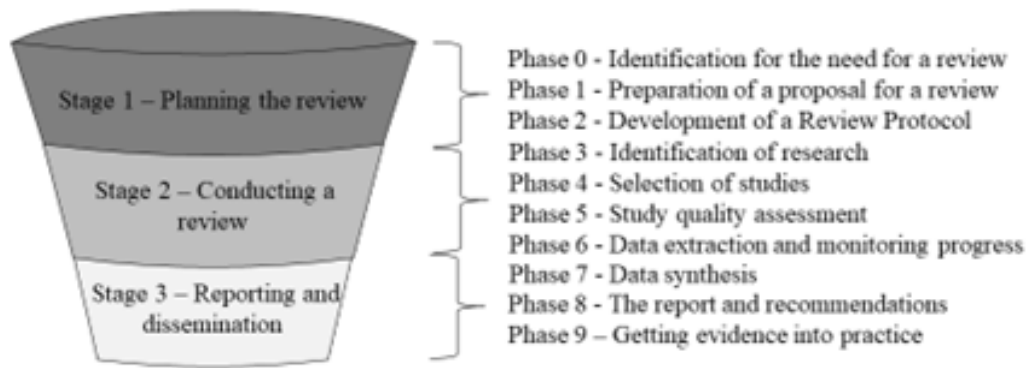 Stage 1 – Planning the review
Stage 2 – Conducting a
review
Stage 3 – Reporting and
dissemination
Phase 0 - Identification for the need for a review
Phase 1 - Preparation of a proposal for a review
Phase 2 - Development of a Review Protocol
Phase 3 - Identification of research
Phase 4 - Selection of studies
Phase 5 - Study quality assessment
Phase 6 - Data extraction and monitoring progress
Phase 7 - Data synthesis
Phase 8 - The report and recommendations
Phase 9 – Getting evidence into practice